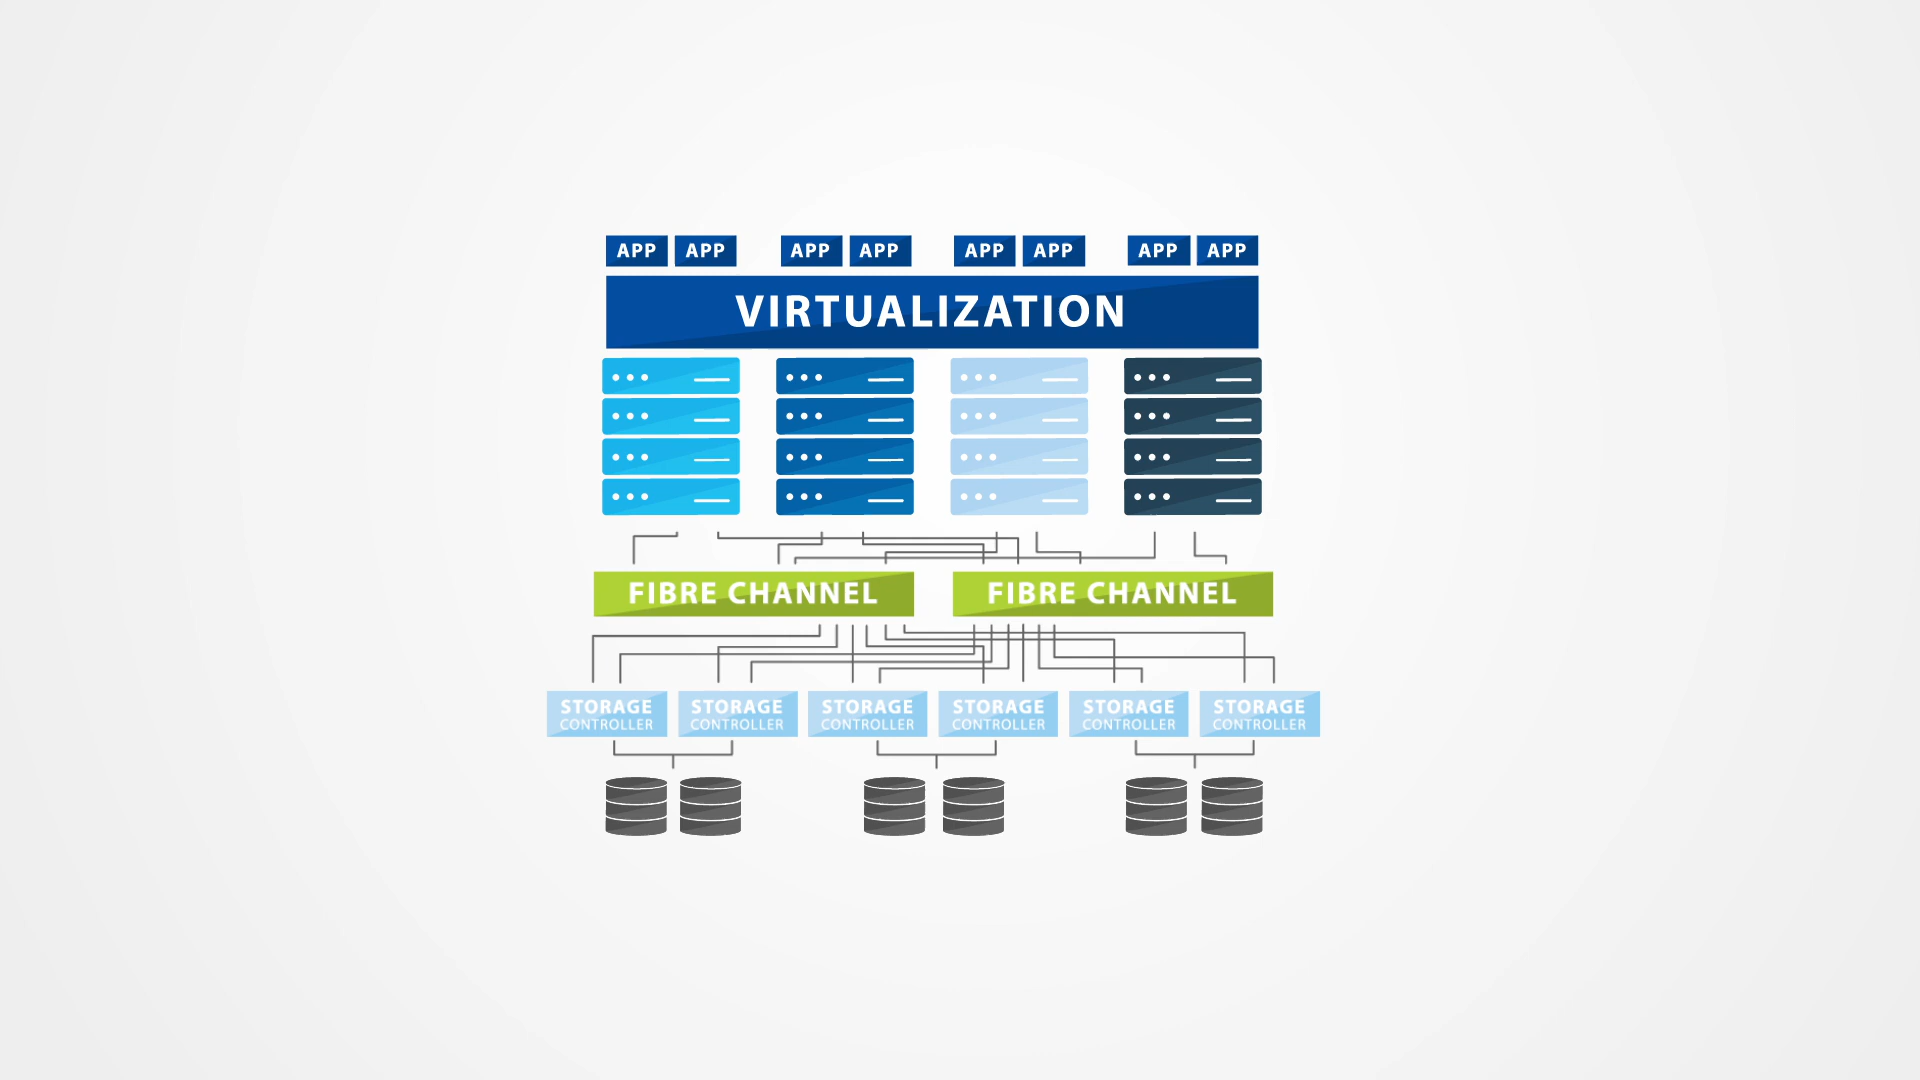 APP APP APP APP APP APP APP APP
VIRTUALIZATION
FIBRE CHANNEL FIBRE CHANNEL
STORAGE STORAGE STORAGE STORAGE STORAGE STORAGE
CONTROLLER CONTROLLER CONTROLLER CONTROLLER CONTROLLER CONTROLLER